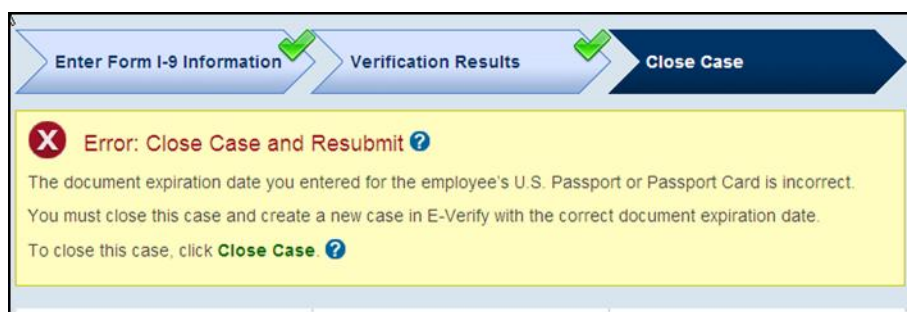 Enter Form I-9 Information
Verification Results
Close Case
Error: Close Case and Resubmit ?
The document expiration date you entered for the employee's U.S. Passport or Passport Card is incorrect.
You must close this case and create a new case in E-Verify with the correct document expiration date.
To close this case, click Close Case. ?